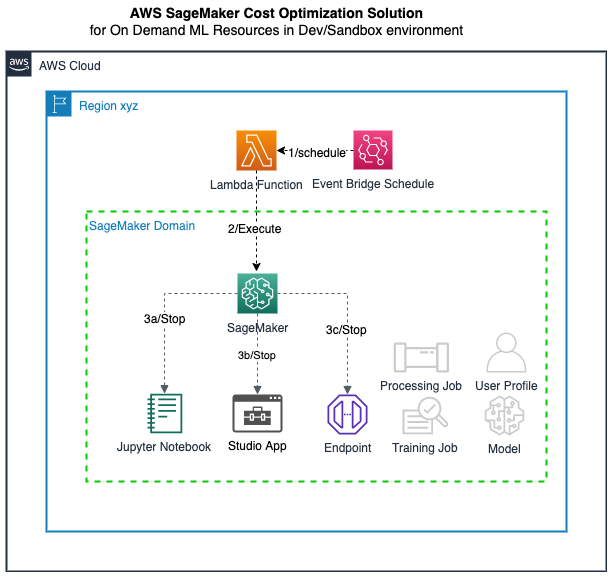 AWS SageMaker Cost Optimization Solution
for On Demand ML Resources in Dev/Sandbox environment
aws
AWS Cloud
Region xyz
1/schedule
Lambda Function
Event Bridge Schedule
SageMaker Domain
2/Execute
SageMaker
3a/Stop
3b/Stop
3c/Stop
Processing Job
User Profile
Jupyter Notebook
Studio App
Endpoint
Training Job
Model